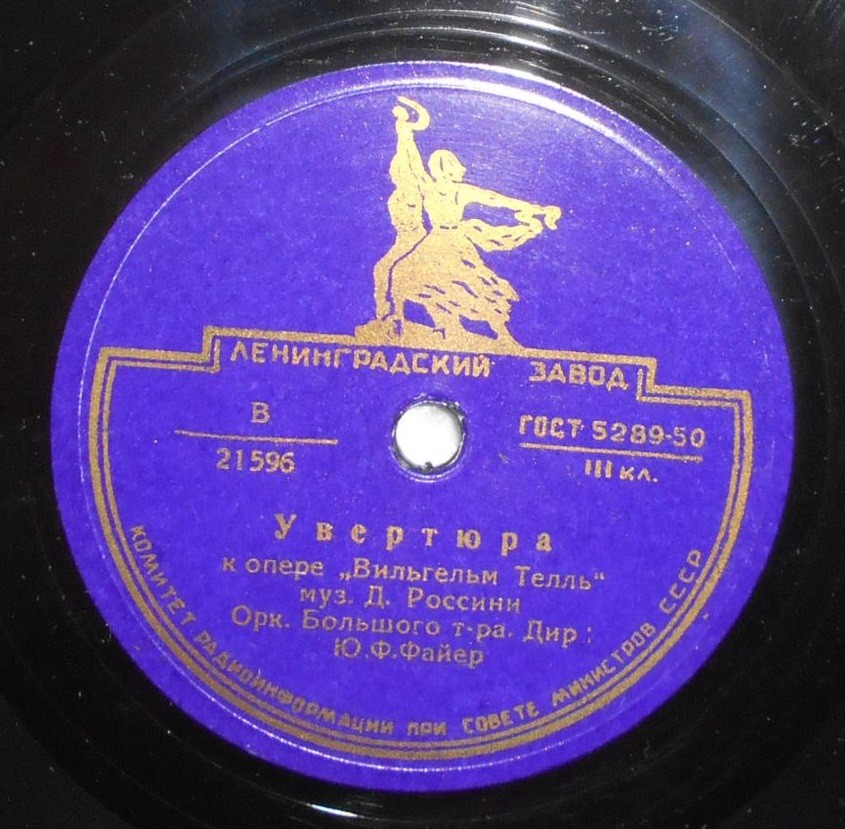 ЛЕНИНГРАДСКИЙ ЗАВОД
В
21596
ГОСТ 5289-50
III кл.
Увертюра
к опере „Вильгельм Телль“
муз. Д. Россини
Орк. Большого т-ра. Дир:
Ю.Ф.Файер
КОМИТЕТ РАДИОИНФОРМАЦИИ ПРИ СОВЕТЕ МИНИСТРОВ СССР